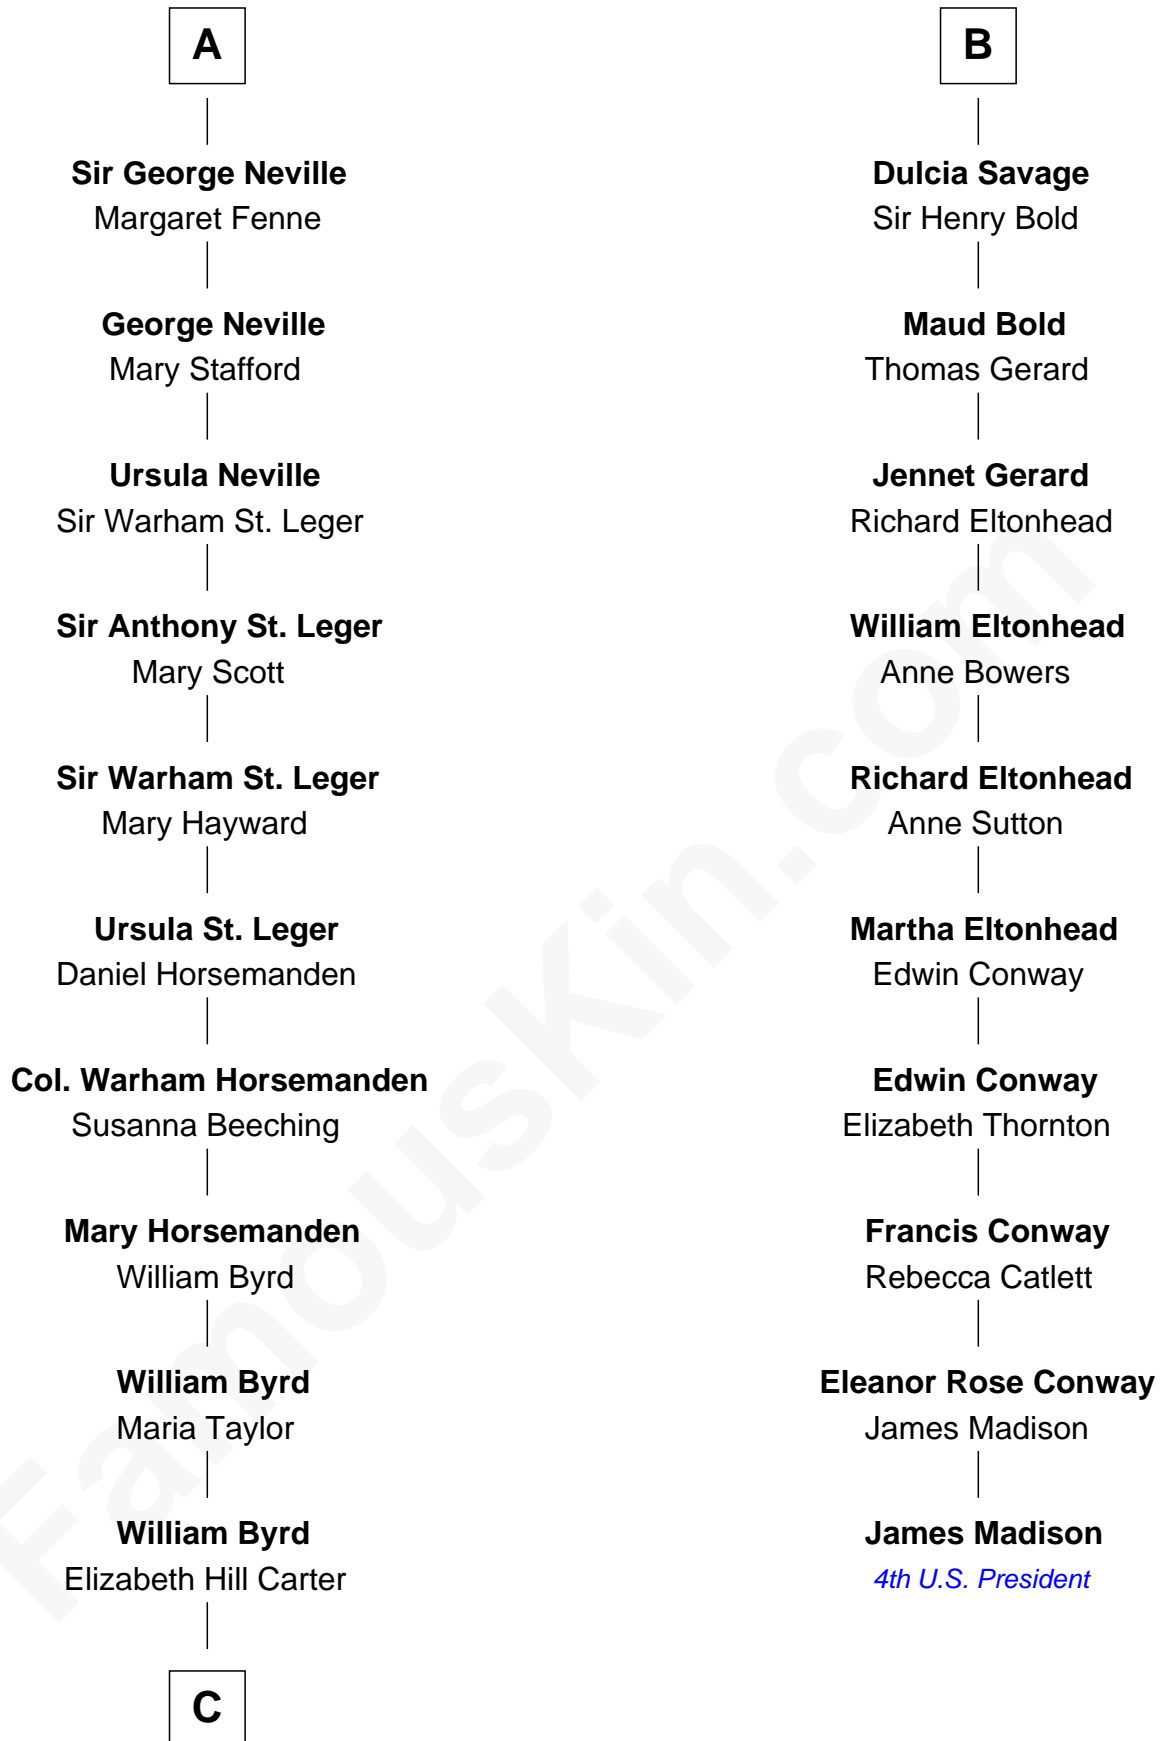 A
Sir George Neville
Margaret Fenne
George Neville
Mary Stafford
Ursula Neville
Sir Warham St. Leger
Sir Anthony St. Leger
Mary Scott
Sir Warham St. Leger
Mary Hayward
Ursula St. Leger
Daniel Horsemanden
Col. Warham Horsemanden
Susanna Beeching
Mary Horsemanden
William Byrd
William Byrd
Maria Taylor
William Byrd
Elizabeth Hill Carter
C
B
Dulcia Savage
Sir Henry Bold
Maud Bold
Thomas Gerard
Jennet Gerard
Richard Eltonhead
William Eltonhead
Anne Bowers
Richard Eltonhead
Anne Sutton
Martha Eltonhead
Edwin Conway
Edwin Conway
Elizabeth Thornton
Francis Conway
Rebecca Catlett
Eleanor Rose Conway
James Madison
James Madison
4th U.S. President
FamousKin.com